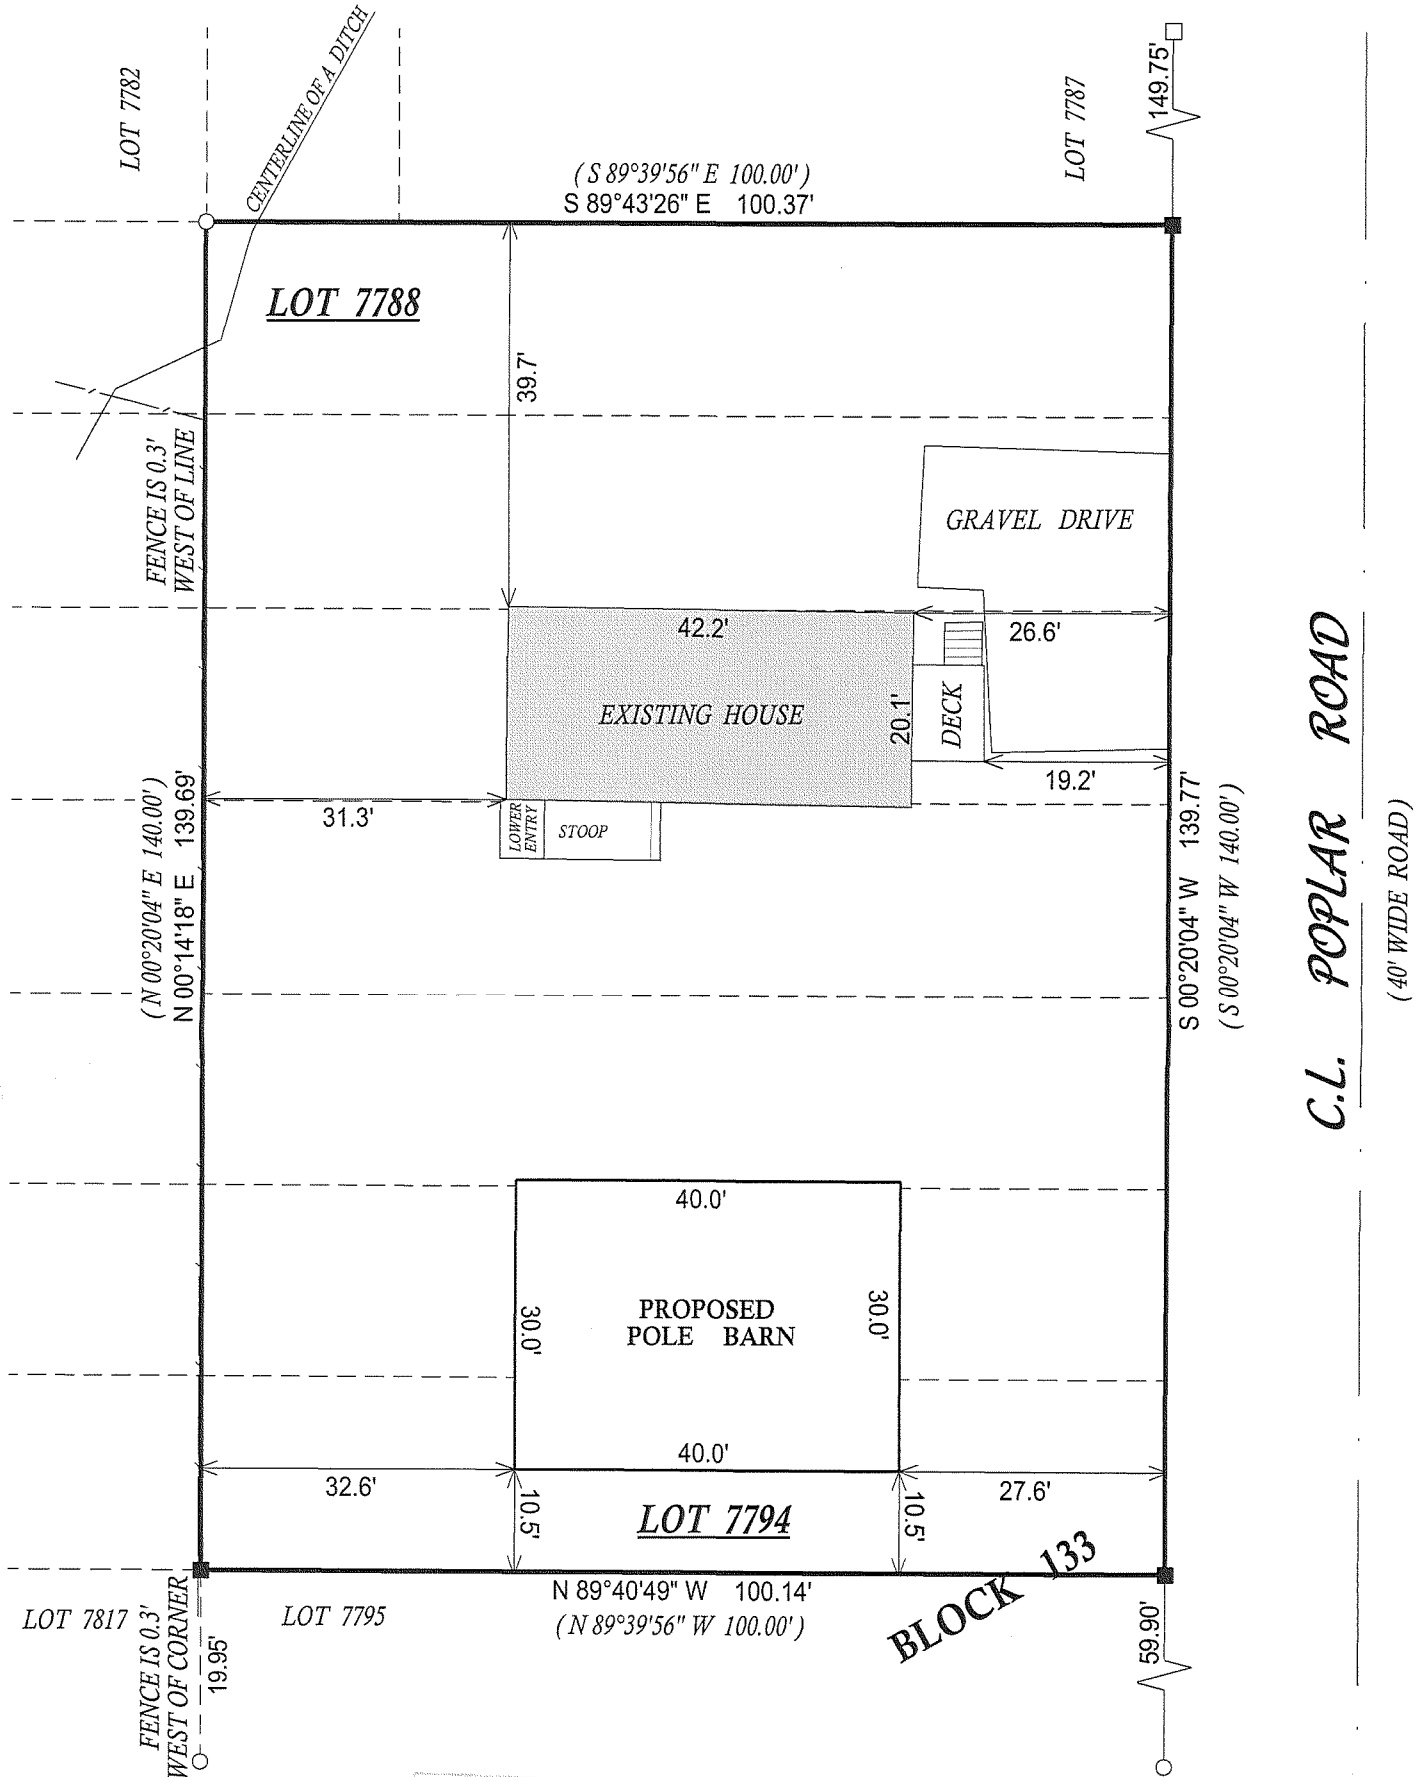 LOT 7782
CENTERLINE OF A DITCH
LOT 7787
149.75'
( S 89°39'56" E 100.00' )
S 89°43'26" E 100.37'
LOT 7788
39.7'
FENCE IS 0.3'
WEST OF LINE
GRAVEL DRIVE
42.2'
26.6'
EXISTING HOUSE
20.1'
DECK
19.2'
31.3'
LOWER
ENTRY
STOOP
( N 00°20'04" E 140.00' )
N 00°14'18" E 139.69'
S 00°20'04" W 139.77'
( S 00°20'04" W 140.00' )
C.L. POPLAR ROAD
( 40' WIDE ROAD )
40.0'
30.0'
PROPOSED
POLE BARN
30.0'
40.0'
32.6'
10.5'
LOT 7794
10.5'
27.6'
BLOCK 133
N 89°40'49" W 100.14'
( N 89°39'56" W 100.00' )
LOT 7817
LOT 7795
FENCE IS 0.3'
WEST OF CORNER
19.95'
59.90'